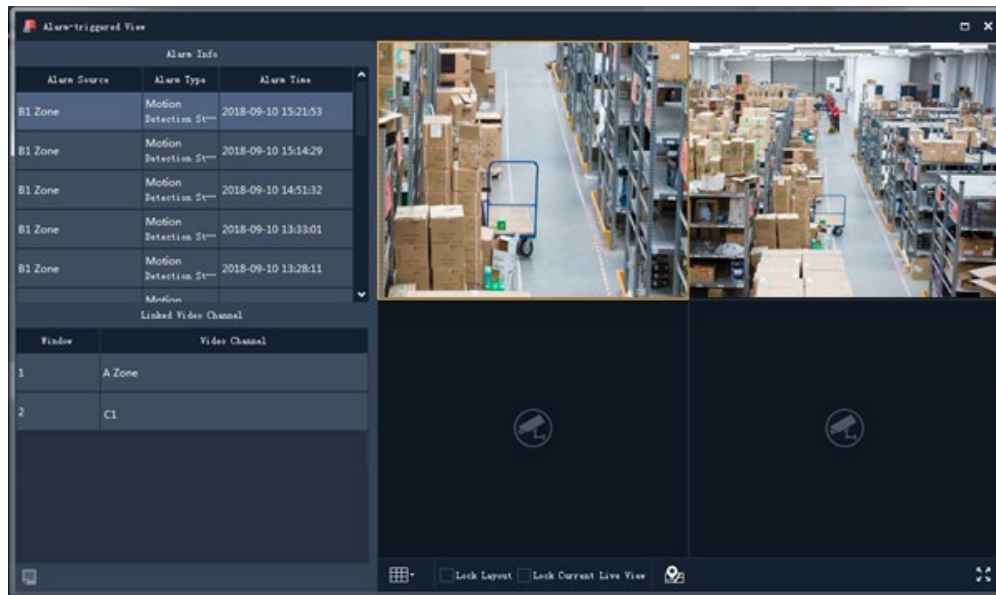 Alarm-triggered View
Alarm Info
Alarm Source Alarm Type Alarm Time
B1 Zone Motion Detection St··· 2018-09-10 15:21:53
B1 Zone Motion Detection St··· 2018-09-10 15:14:29
B1 Zone Motion Detection St··· 2018-09-10 14:51:32
B1 Zone Motion Detection St··· 2018-09-10 13:33:01
B1 Zone Motion Detection St··· 2018-09-10 13:28:11
Motion
Linked Video Channel
Window Video Channel
1 A Zone
2 C1
Lock Layout Lock Current Live View